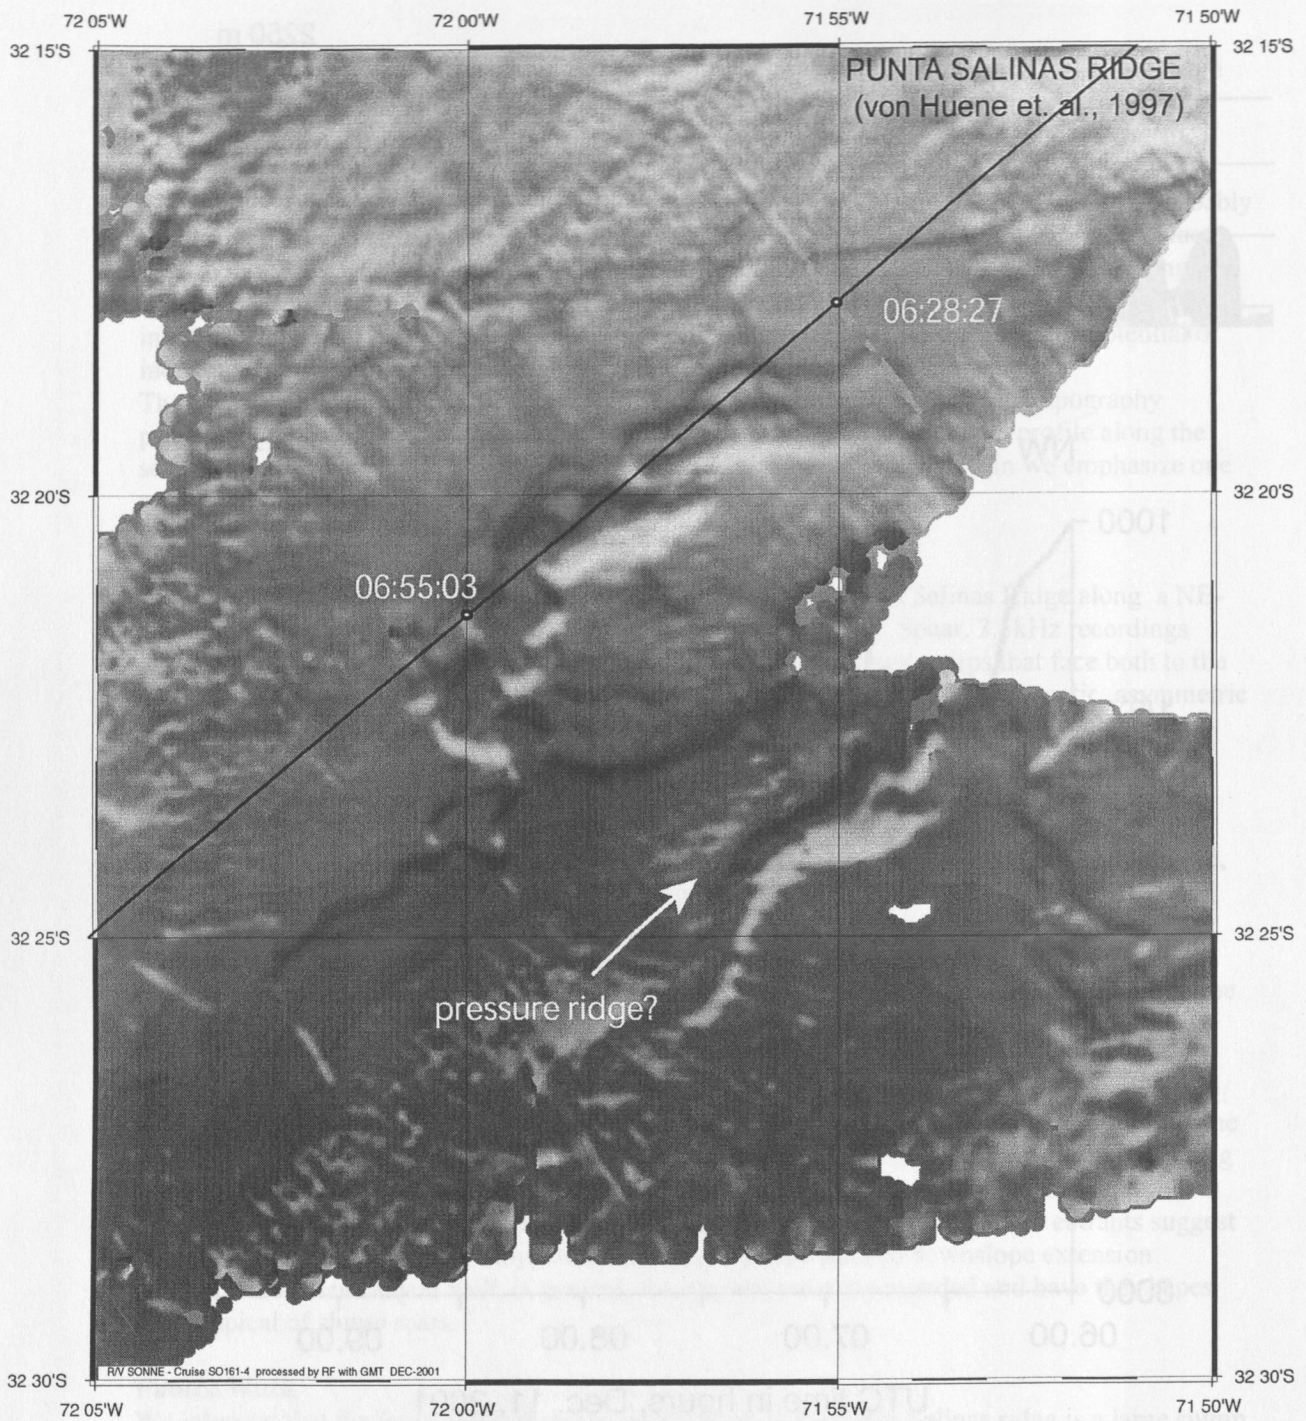 72 05'W 72 00'W 71 55'W 71 50'W
32 15'S 32 15'S
PUNTA SALINAS RIDGE
(von Huene et. al., 1997)
06:28:27
32 20'S 32 20'S
06:55:03
32 25'S 32 25'S
pressure ridge?
R/V SONNE - Cruise SO161-4 processed by RF with GMT DEC-2001
32 30'S 32 30'S
72 05'W 72 00'W 71 55'W 71 50'W